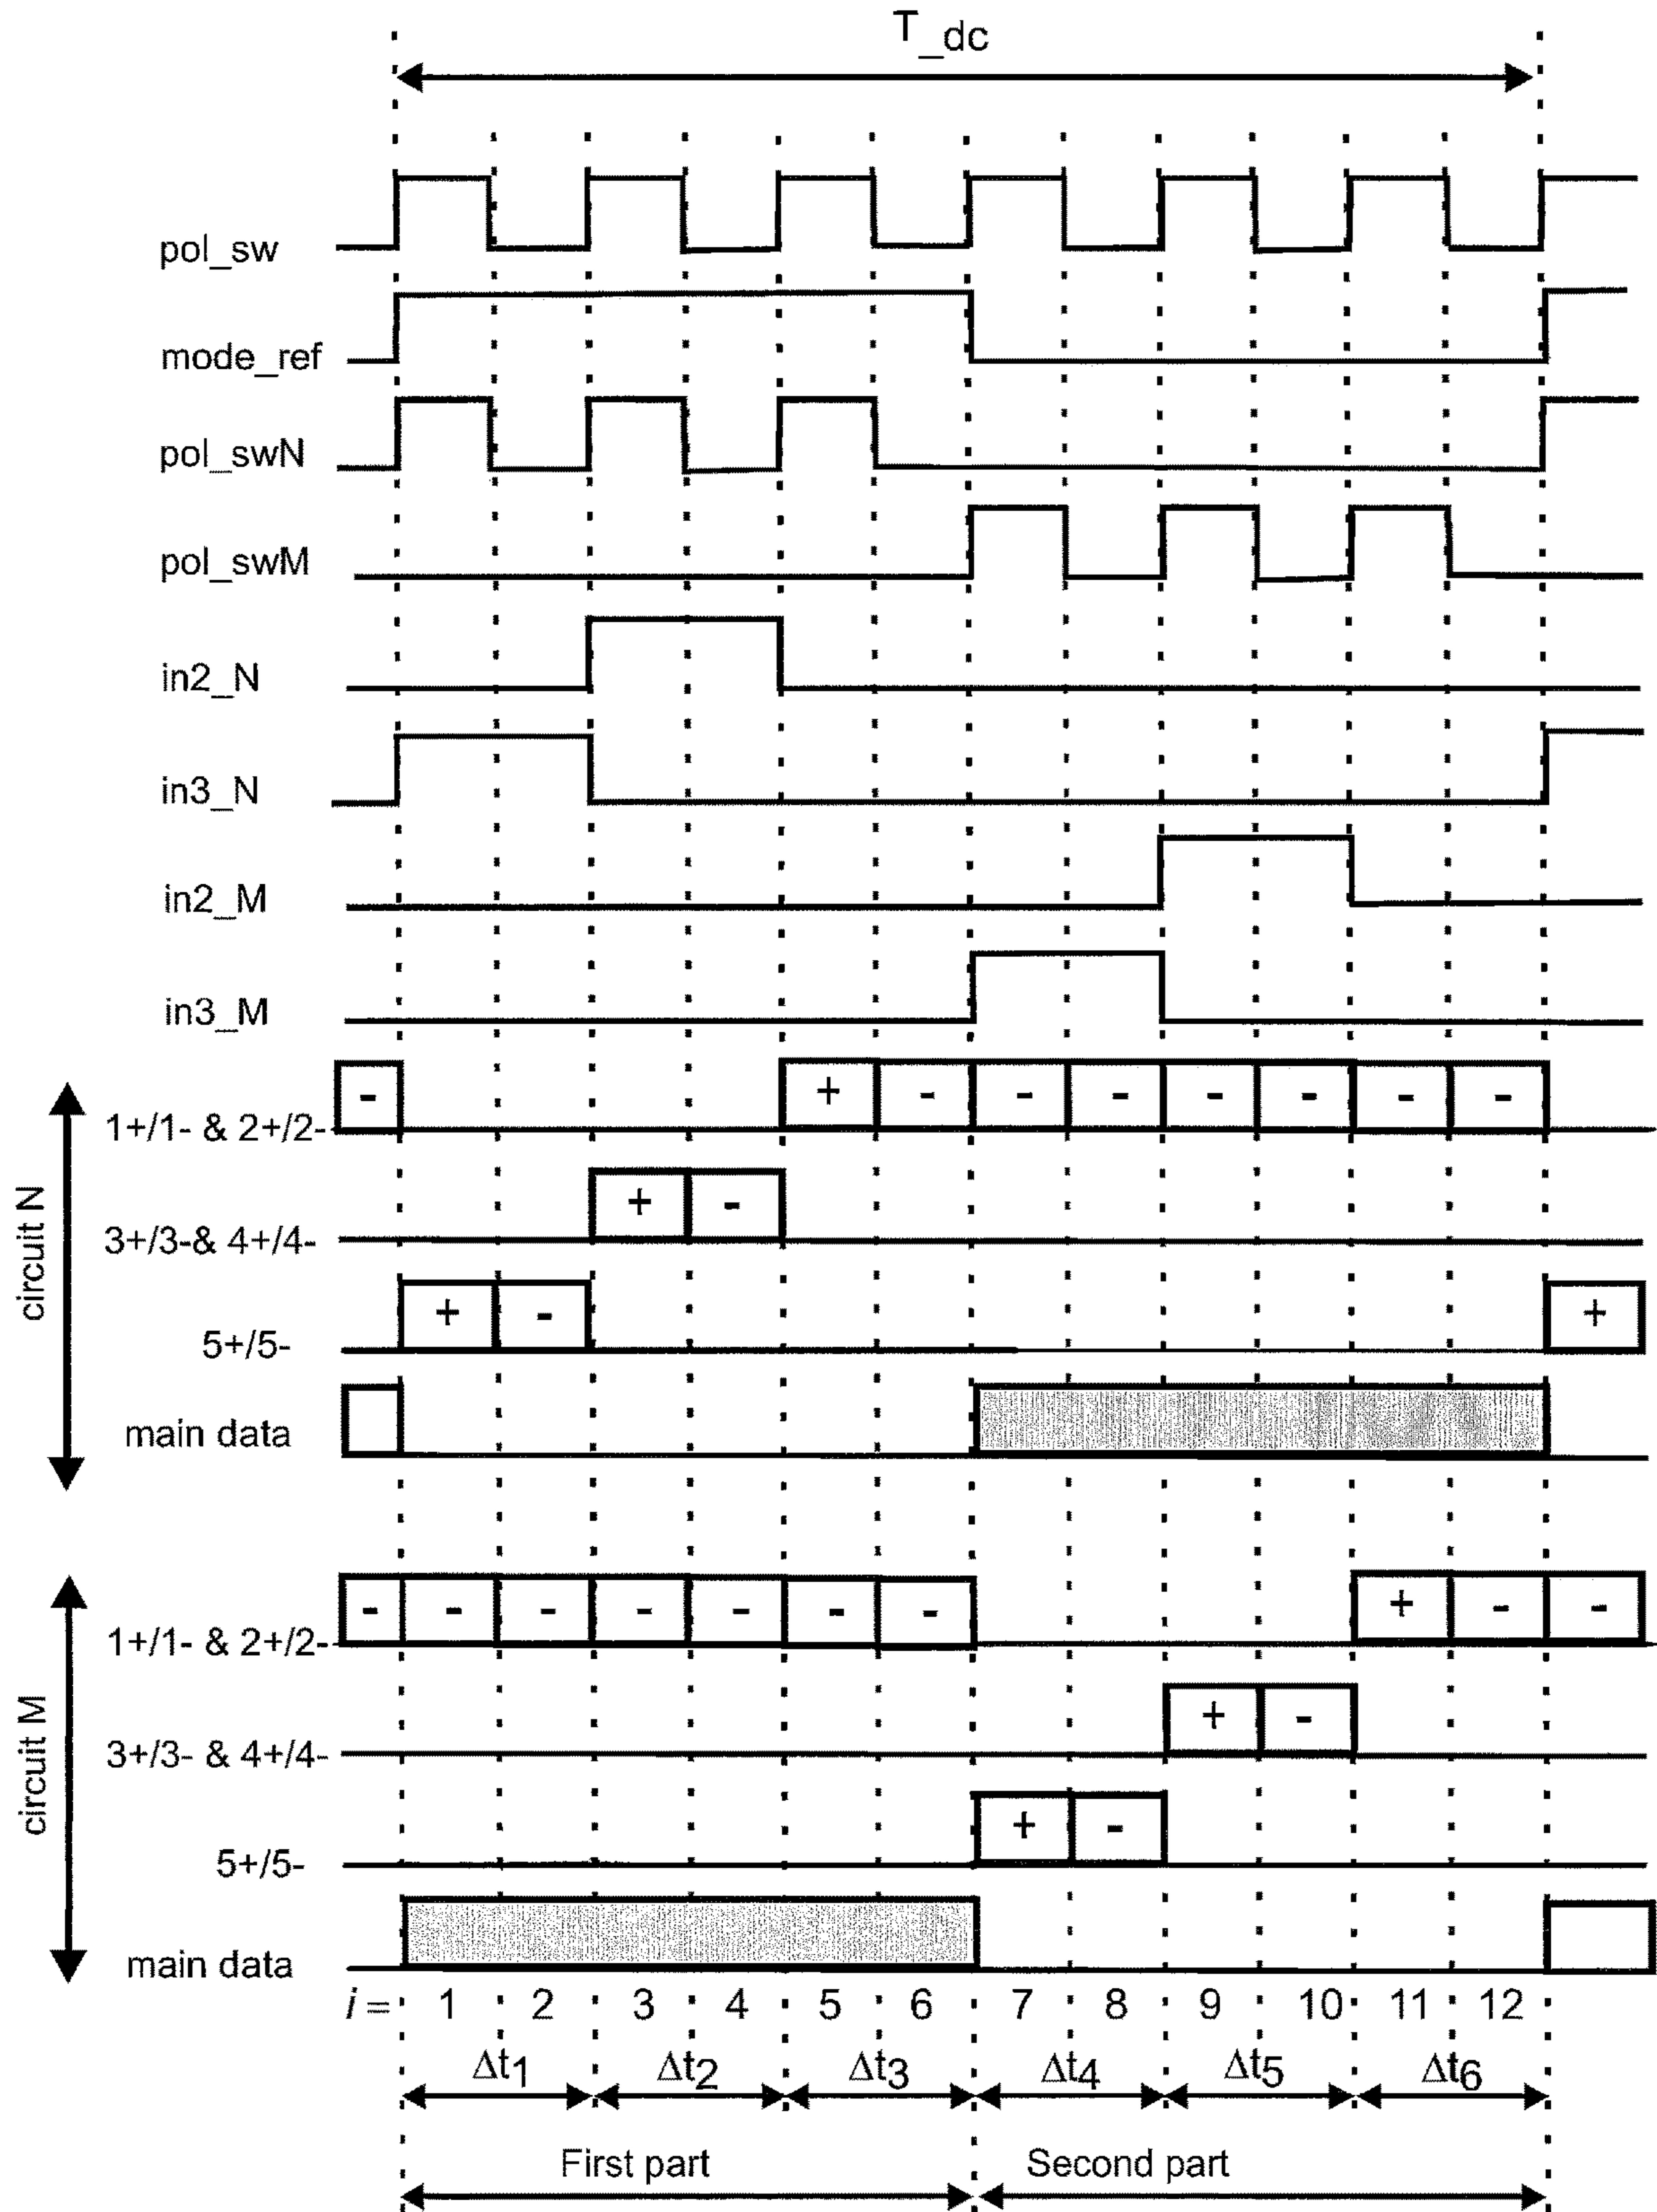 T_dc
pol_sw
mode_ref
pol_swN
pol_swM
in2_N
in3_N
in2_M
in3_M
circuit N
- + - - - - - - -
1+/1- & 2+/2-
+ -
3+/3-& 4+/4-
+ - +
5+/5-
main data
circuit M
- - - - - - - + - -
1+/1- & 2+/2-
+ -
3+/3- & 4+/4-
+ -
5+/5-
main data
i = 1 2 3 4 5 6 7 8 9 10 11 12
Δt1 Δt2 Δt3 Δt4 Δt5 Δt6
First part Second part